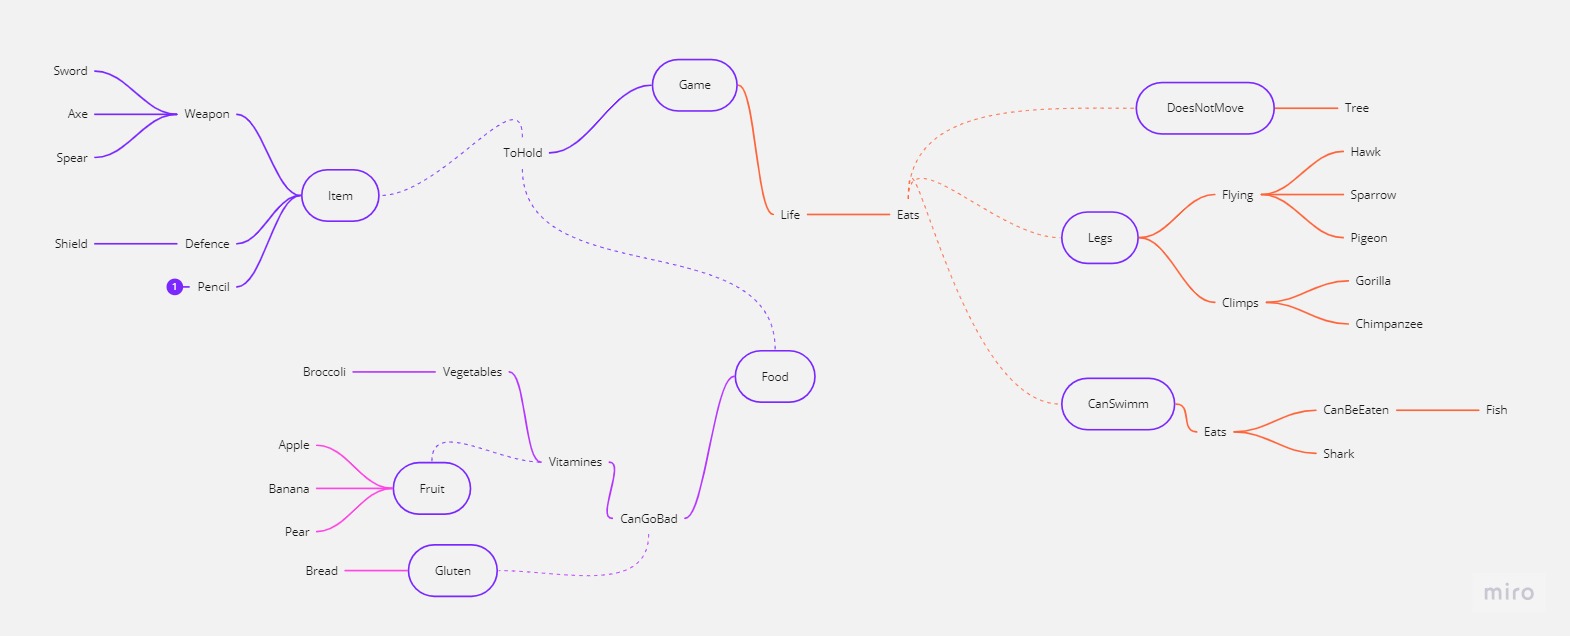 Game
ToHold
Item
Weapon
Sword
Axe
Spear
Defence
Shield
Pencil
1
Food
CanGoBad
Vitamines
Vegetables
Broccoli
Fruit
Apple
Banana
Pear
Gluten
Bread
Life
Eats
DoesNotMove
Tree
Legs
Flying
Hawk
Sparrow
Pigeon
Climps
Gorilla
Chimpanzee
CanSwimm
Eats
CanBeEaten
Fish
Shark
miro